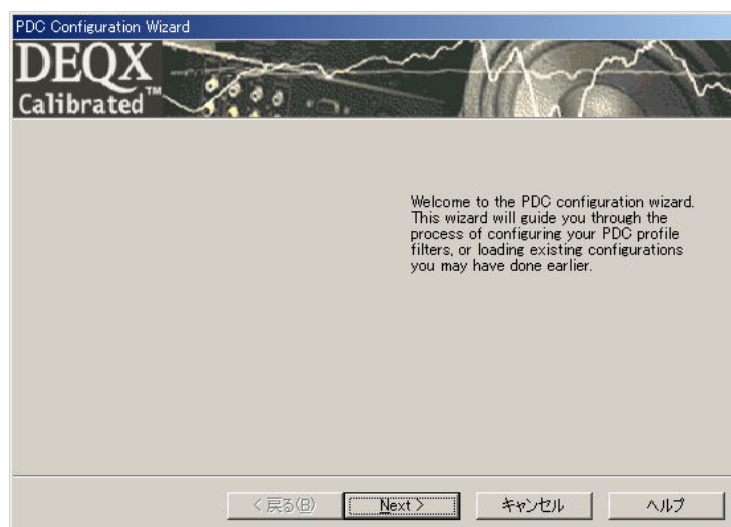 PDC Configuration Wizard
DEQX
Calibrated™
Welcome to the PDC configuration wizard.
This wizard will guide you through the
process of configuring your PDC profile
filters, or loading existing configurations
you may have done earlier.
< 戻る(B)
Next >
キャンセル
ヘルプ